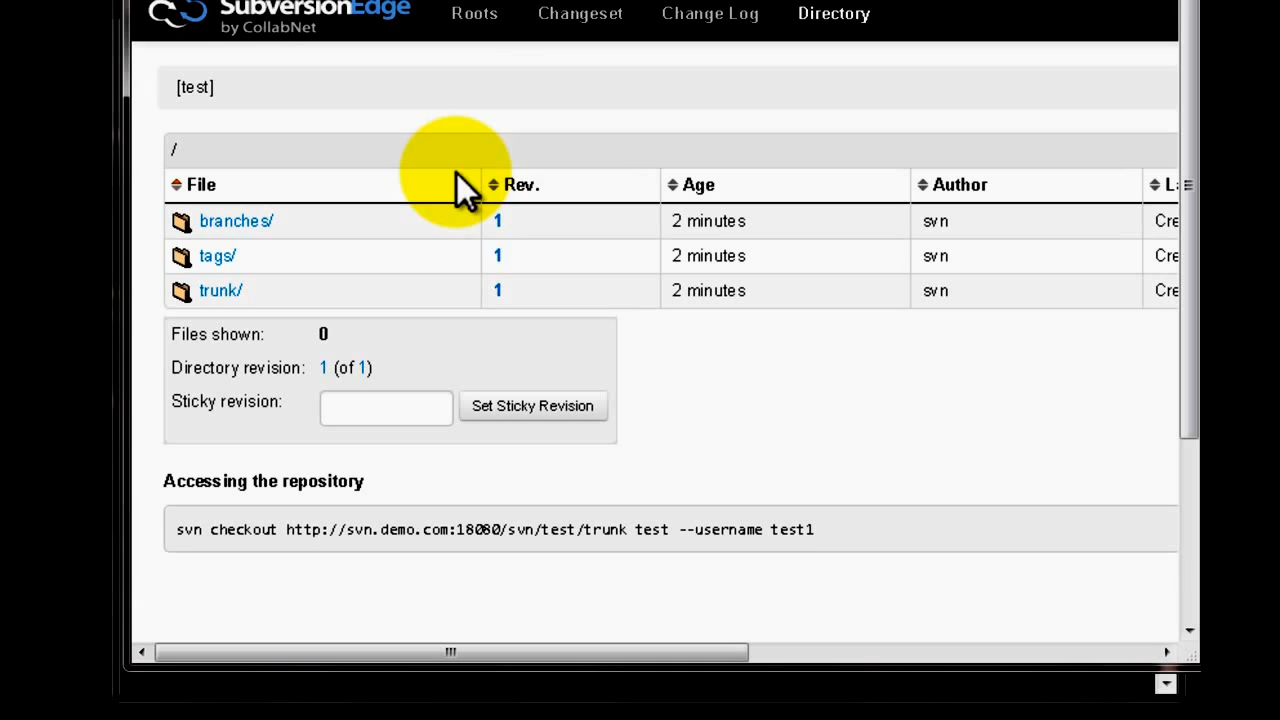 SubversionEdge
by CollabNet
Roots Changeset Change Log Directory
[test]
/
File Rev. Age Author
branches/ 1 2 minutes svn Cre
tags/ 1 2 minutes svn Cre
trunk/ 1 2 minutes svn Cre
Files shown: 0
Directory revision: 1 (of 1)
Sticky revision: Set Sticky Revision
Accessing the repository
svn checkout http://svn.demo.com:18080/svn/test/trunk test --username test1